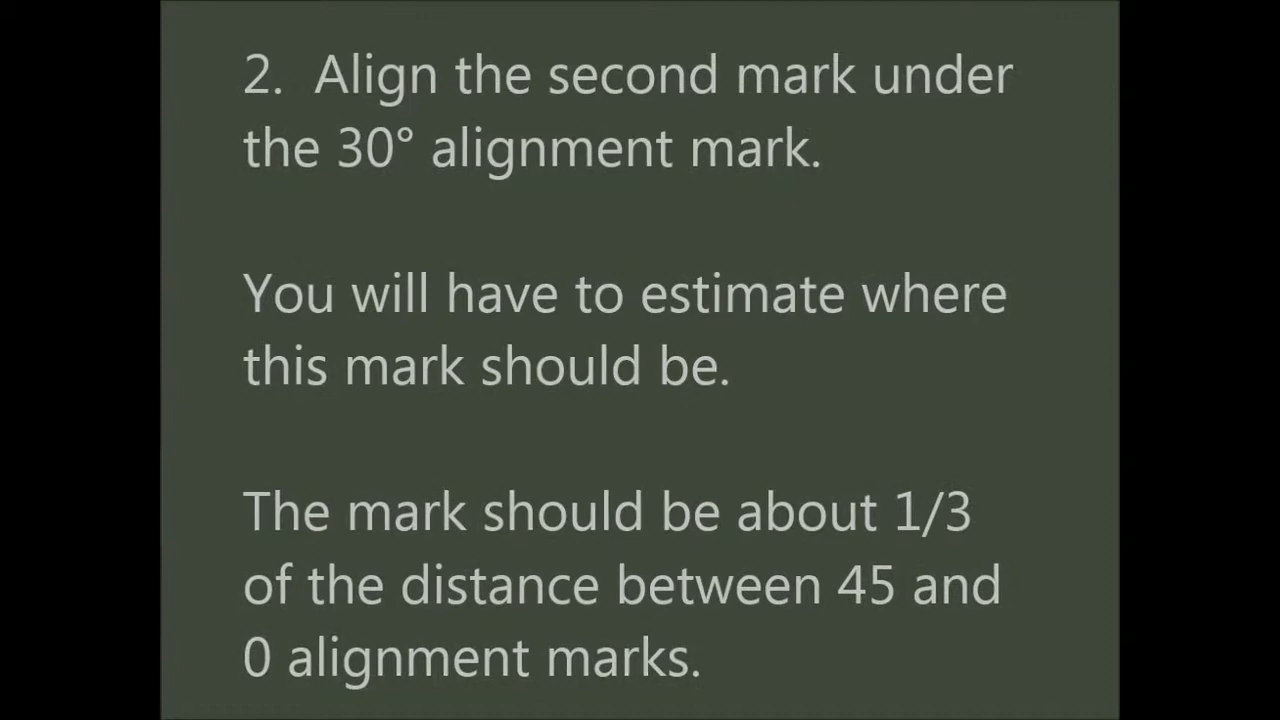 2.  Align the second mark under
the 30° alignment mark.
You will have to estimate where
this mark should be.
The mark should be about 1/3
of the distance between 45 and
0 alignment marks.